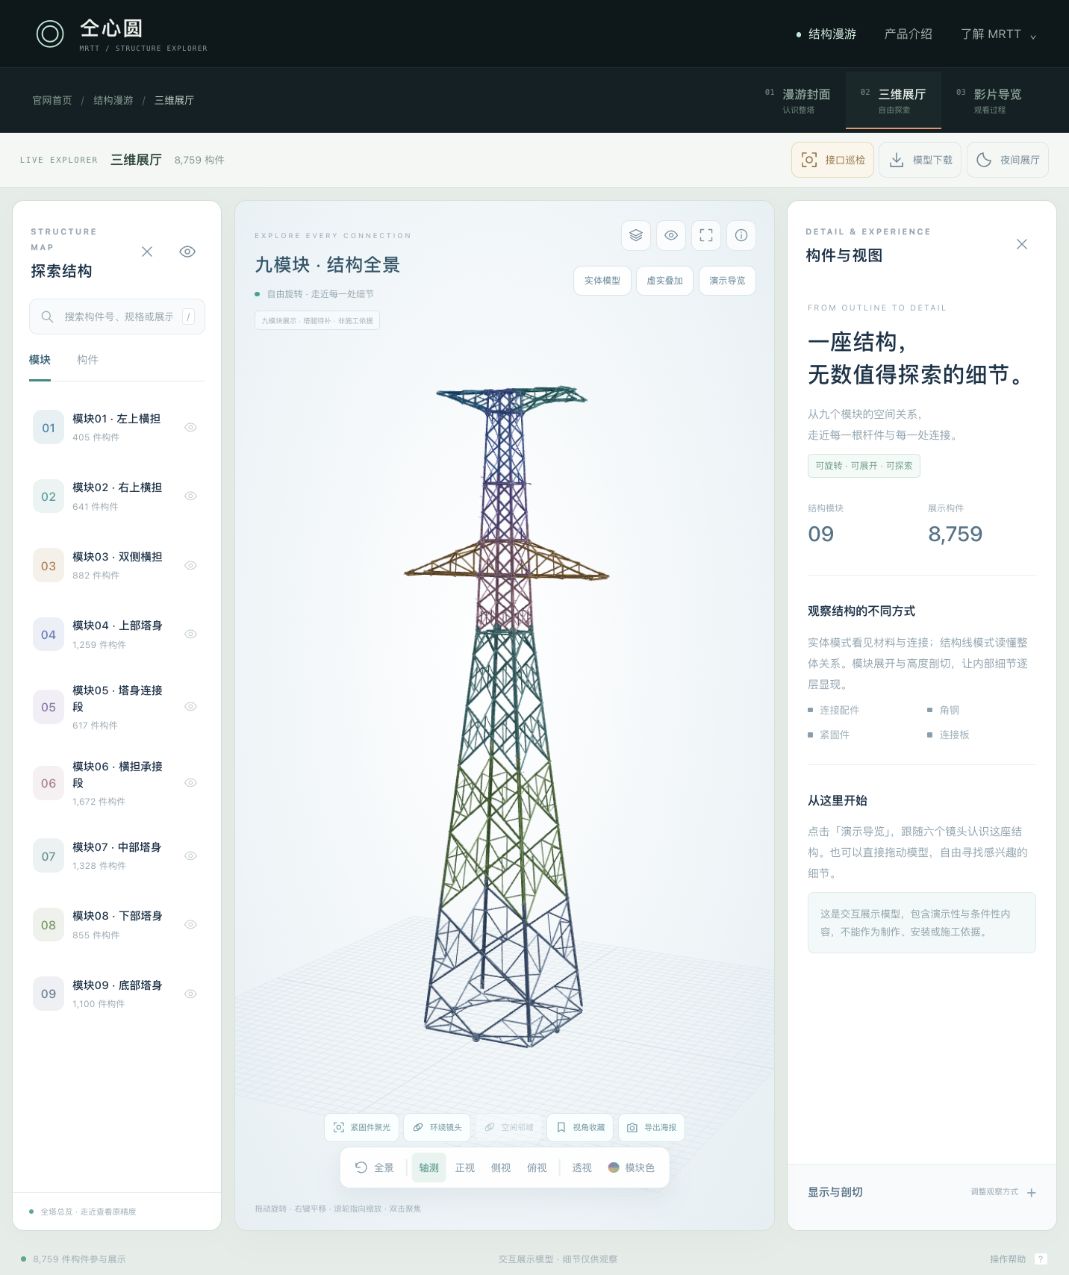 仝心圆
MRTT / STRUCTURE EXPLORER
结构漫游
产品介绍
了解 MRTT
官网首页 / 结构漫游 / 三维展厅
01 漫游封面
认识整塔
02 三维展厅
自由探索
03 影片导览
观看过程
LIVE EXPLORER 三维展厅 8,759 构件
接口巡检
模型下载
夜间展厅
STRUCTURE
MAP
探索结构
搜索构件号、规格或展示 /
模块
构件
01 模块01 · 左上横担
405 件构件
02 模块02 · 右上横担
641 件构件
03 模块03 · 双侧横担
882 件构件
04 模块04 · 上部塔身
1,259 件构件
05 模块05 · 塔身连接
段
617 件构件
06 模块06 · 横担承接
段
1,672 件构件
07 模块07 · 中部塔身
1,328 件构件
08 模块08 · 下部塔身
855 件构件
09 模块09 · 底部塔身
1,100 件构件
全塔总览 · 走近查看原精度
EXPLORE EVERY CONNECTION
九模块 · 结构全景
自由旋转 · 走近每一处细节
九模块展示 · 塔腿待补 · 非施工依据
实体模型
虚实叠加
演示导览
紧固件聚光
环绕镜头
空间邻域
视角收藏
导出海报
全景
轴测
正视
侧视
俯视
透视
模块色
拖动旋转 · 右键平移 · 滚轮指向缩放 · 双击聚焦
DETAIL & EXPERIENCE
构件与视图
FROM OUTLINE TO DETAIL
一座结构，
无数值得探索的细节。
从九个模块的空间关系，
走近每一根杆件与每一处连接。
可旋转 · 可展开 · 可探索
结构模块
09
展示构件
8,759
观察结构的不同方式
实体模式看见材料与连接；结构线模式读懂整
体关系。模块展开与高度剖切，让内部细节逐
层显现。
连接配件
角钢
紧固件
连接板
从这里开始
点击「演示导览」，跟随六个镜头认识这座结
构。也可以直接拖动模型，自由寻找感兴趣的
细节。
这是交互展示模型，包含演示性与条件性内
容，不能作为制作、安装或施工依据。
显示与剖切
调整观察方式 +
8,759 件构件参与展示
交互展示模型 · 细节仅供观察
操作帮助 ?